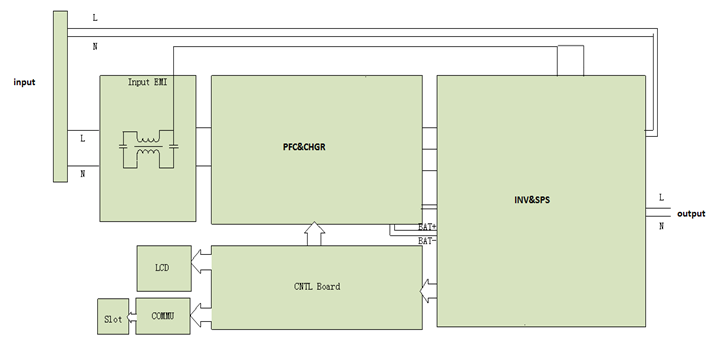 L
N
input
Input EMI
L
N
PFC&CHGR
INV&SPS
L
N
output
BAT+
BAT-
LCD
CNTL Board
Slot
COMMU